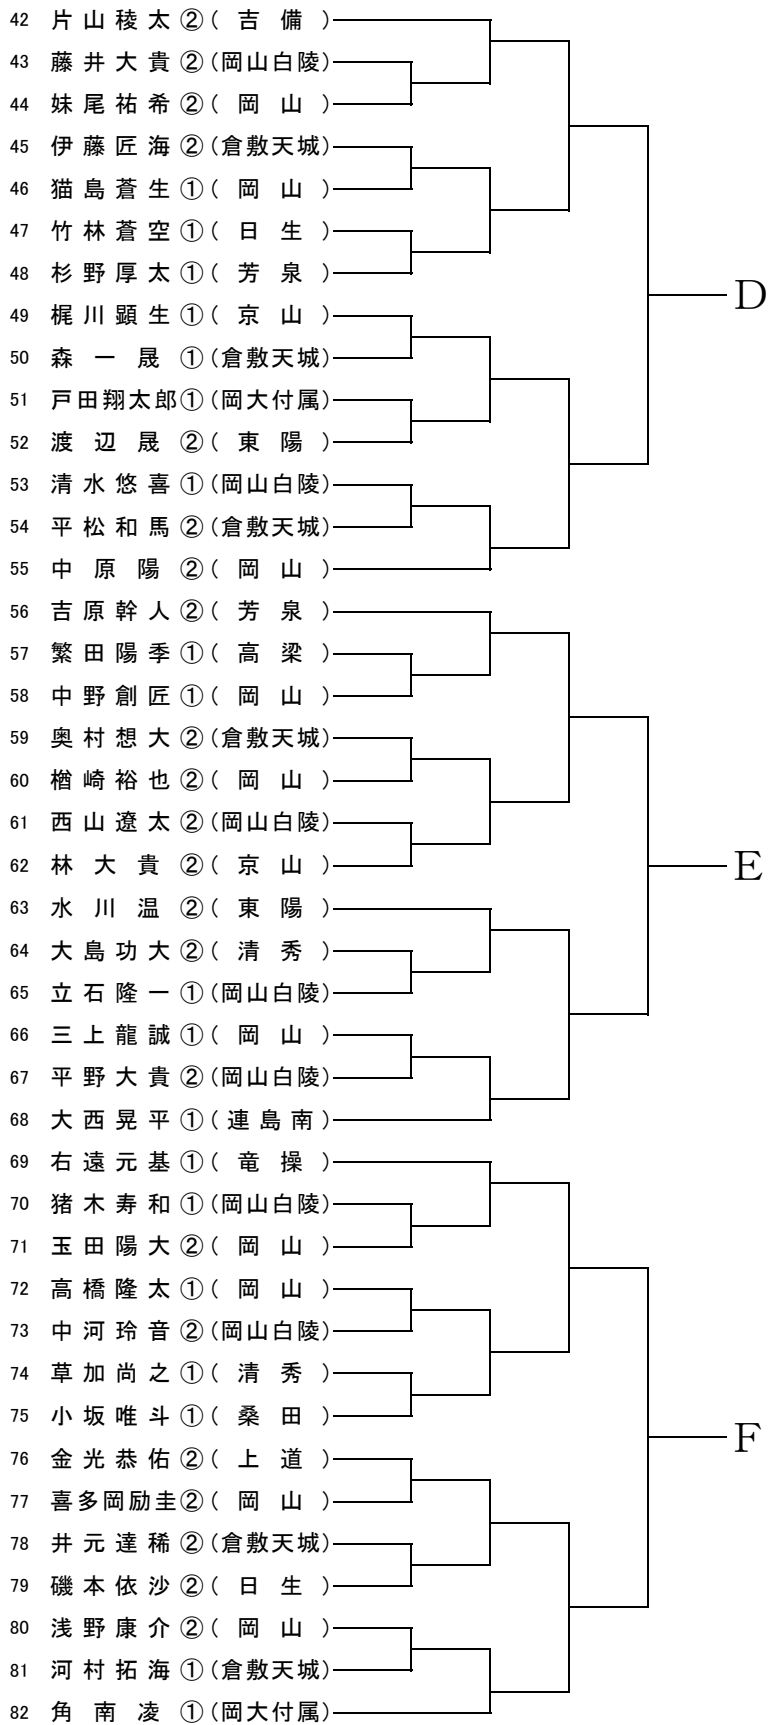 42 片山稜太 ②( 吉備 )
43 藤井大貴 ②(岡山白陵)
44 妹尾祐希 ②( 岡山 )
45 伊藤匠海 ②(倉敷天城)
46 猫島蒼生 ①( 岡山 )
47 竹林蒼空 ①( 日生 )
48 杉野厚太 ①( 芳泉 )
49 梶川顕生 ①( 京山 )
D
50 森一晟 ①(倉敷天城)
51 戸田翔太郎 ①(岡大付属)
52 渡辺晟 ②( 東陽 )
53 清水悠喜 ①(岡山白陵)
54 平松和馬 ②(倉敷天城)
55 中原陽 ②( 岡山 )
56 吉原幹人 ②( 芳泉 )
57 繁田陽季 ①( 高梁 )
58 中野創匠 ①( 岡山 )
59 奥村想大 ②(倉敷天城)
60 楢崎裕也 ②( 岡山 )
61 西山遼太 ②(岡山白陵)
62 林大貴 ②( 京山 )
E
63 水川温 ②( 東陽 )
64 大島功大 ②( 清秀 )
65 立石隆一 ①(岡山白陵)
66 三上龍誠 ①( 岡山 )
67 平野大貴 ②(岡山白陵)
68 大西晃平 ①( 連島南 )
69 右遠元基 ①( 竜操 )
70 猪木寿和 ①(岡山白陵)
71 玉田陽大 ②( 岡山 )
72 高橋隆太 ①( 岡山 )
73 中河玲音 ②(岡山白陵)
74 草加尚之 ①( 清秀 )
75 小坂唯斗 ①( 桑田 )
F
76 金光恭佑 ②( 上道 )
77 喜多岡励圭 ②( 岡山 )
78 井元達稀 ②(倉敷天城)
79 磯本依沙 ②( 日生 )
80 浅野康介 ②( 岡山 )
81 河村拓海 ①(倉敷天城)
82 角南凌 ①(岡大付属)